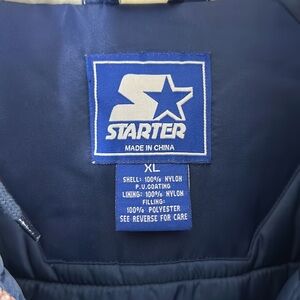 STARTER
MADE IN CHINA
XL
SHELL: 100% NYLON
P.U.COATING
LINING: 100% NYLON
FILLING:
100% POLYESTER
SEE REVERSE FOR CARE